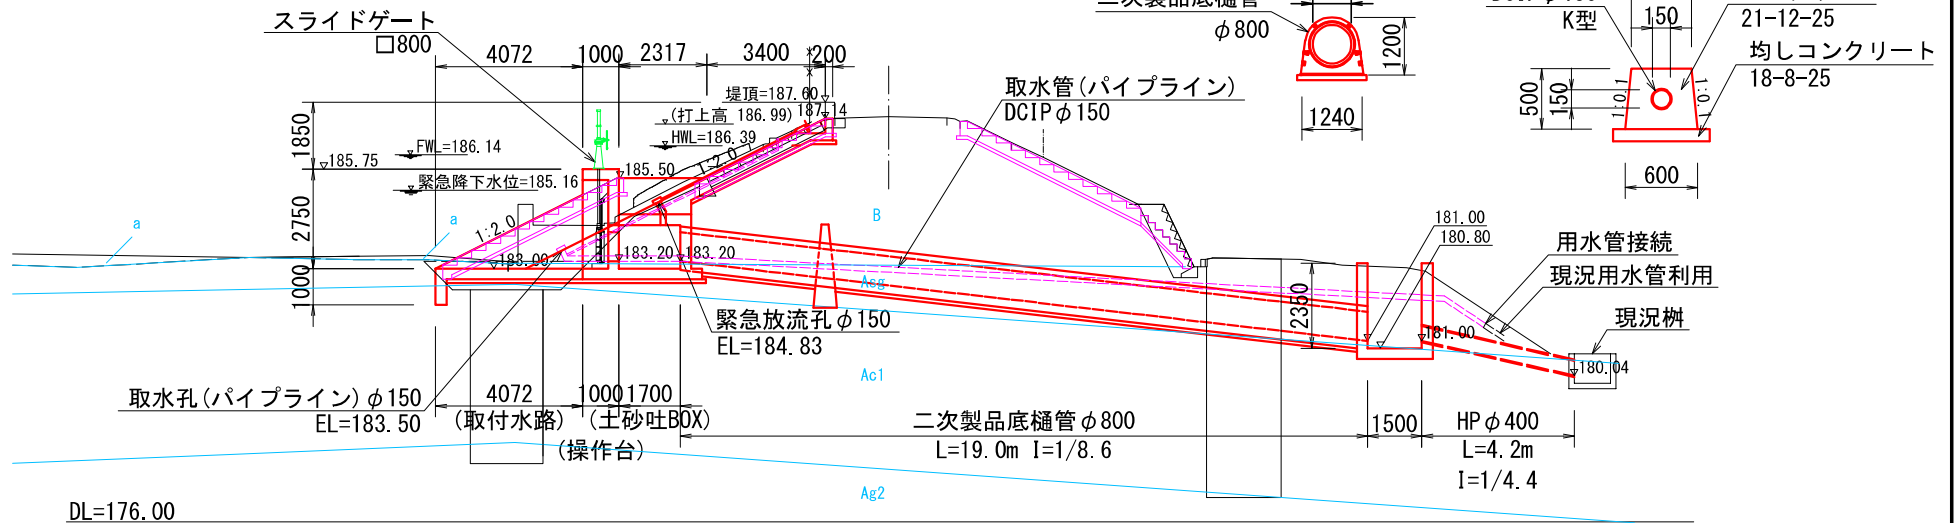 スライドゲート
□800
4072
1000
2317
3400
200
堤頂=187.60
(打上高 186.99)
187.14
HWL=186.39
FWL=186.14
185.75
緊急降下水位=185.16
185.50
1:2.0
1:2.0
1850
2750
1000
183.00
183.20
183.20
a
a
B
Asg
Ac1
Ag2
取水管(パイプライン)
DCIPφ150
緊急放流孔φ150
EL=184.83
取水孔(パイプライン)φ150
EL=183.50
4072
1000
1700
(取付水路)
(土砂吐BOX)
(操作台)
二次製品底樋管φ800
L=19.0m I=1/8.6
1500
HPφ400
L=4.2m
I=1/4.4
2350
181.00
180.80
181.00
180.04
用水管接続
現況用水管利用
現況桝
DL=176.00
φ800
1200
1240
K型
150
21-12-25
均しコンクリート
18-8-25
500
150
1:0.1
1:0.1
600